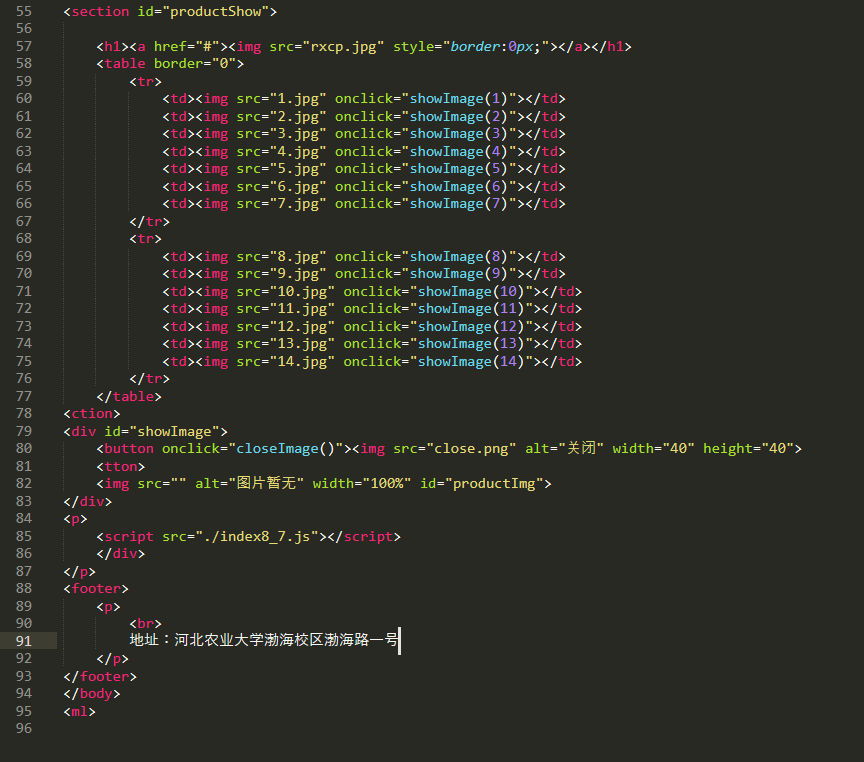 55 <section id="productShow">
56
57 <h1><a href="#"><img src="rxcp.jpg" style="border:0px;"></a></h1>
58 <table border="0">
59 <tr>
60 <td><img src="1.jpg" onclick="showImage(1)"></td>
61 <td><img src="2.jpg" onclick="showImage(2)"></td>
62 <td><img src="3.jpg" onclick="showImage(3)"></td>
63 <td><img src="4.jpg" onclick="showImage(4)"></td>
64 <td><img src="5.jpg" onclick="showImage(5)"></td>
65 <td><img src="6.jpg" onclick="showImage(6)"></td>
66 <td><img src="7.jpg" onclick="showImage(7)"></td>
67 </tr>
68 <tr>
69 <td><img src="8.jpg" onclick="showImage(8)"></td>
70 <td><img src="9.jpg" onclick="showImage(9)"></td>
71 <td><img src="10.jpg" onclick="showImage(10)"></td>
72 <td><img src="11.jpg" onclick="showImage(11)"></td>
73 <td><img src="12.jpg" onclick="showImage(12)"></td>
74 <td><img src="13.jpg" onclick="showImage(13)"></td>
75 <td><img src="14.jpg" onclick="showImage(14)"></td>
76 </tr>
77 </table>
78 <ction>
79 <div id="showImage">
80 <button onclick="closeImage()"><img src="close.png" alt="关闭" width="40" height="40">
81 <tton>
82 <img src="" alt="图片暂无" width="100%" id="productImg">
83 </div>
84 <p>
85 <script src="./index8_7.js"></script>
86 </div>
87 </p>
88 <footer>
89 <p>
90 <br>
91 地址：河北农业大学渤海校区渤海路一号
92 </p>
93 </footer>
94 </body>
95 <ml>
96